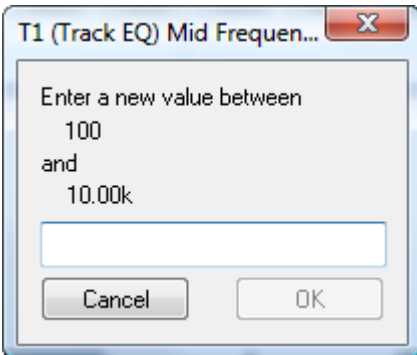 T1 (Track EQ) Mid Frequen...
Enter a new value between
100
and
10.00k
Cancel
OK